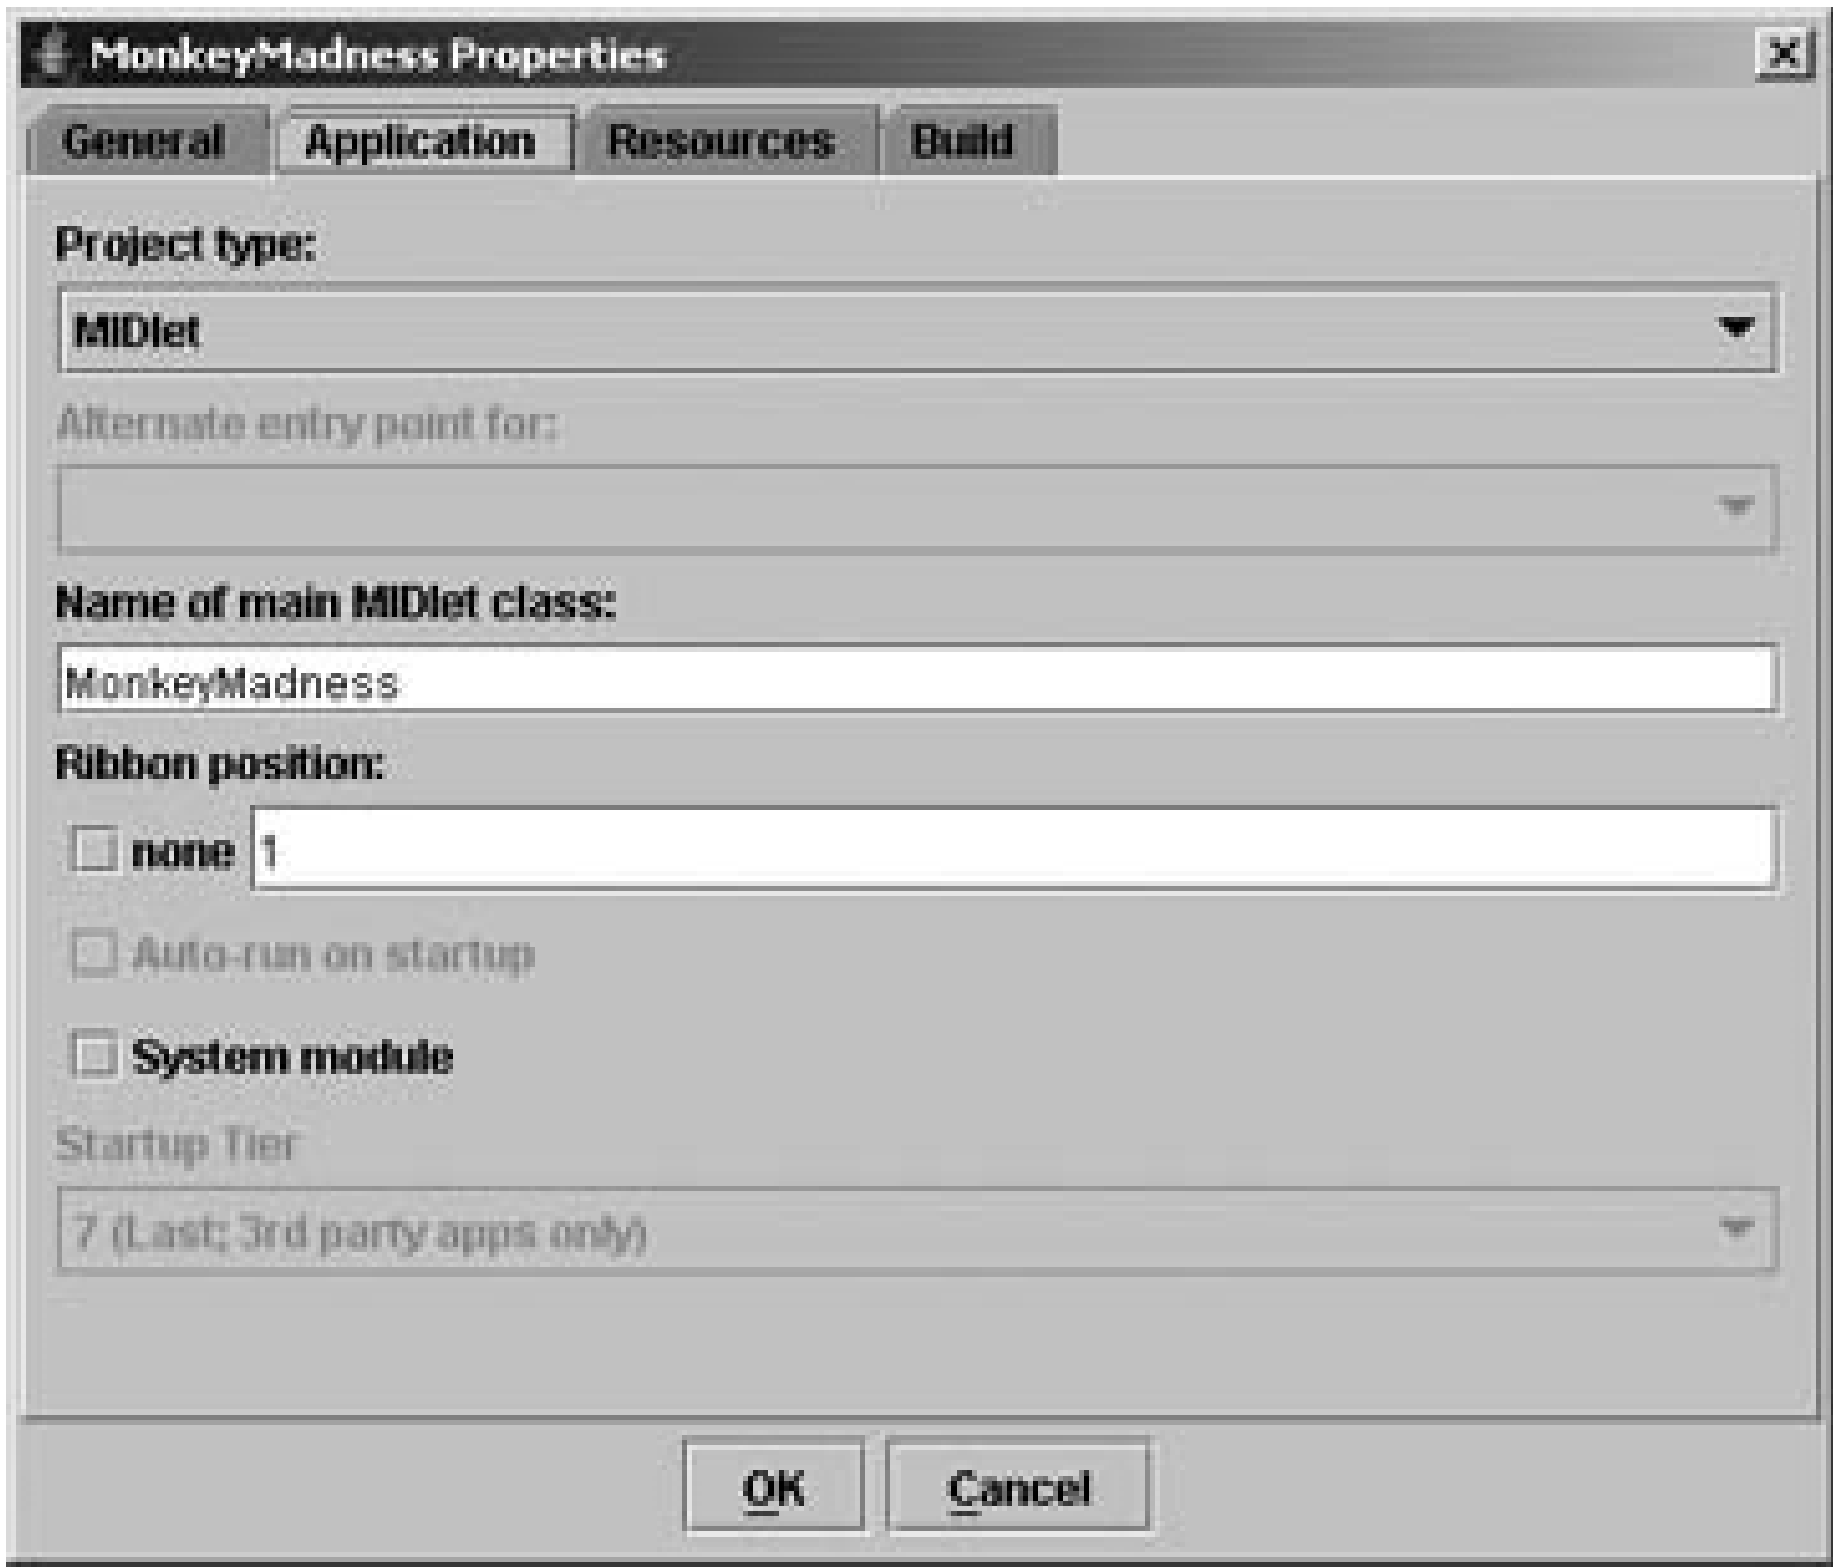 MonkeyMadness Properties
General Application Resources Build
Project type:
MIDlet
Alternate entry point for:
Name of main MIDlet class:
MonkeyMadness
Ribbon position:
none 1
Auto-run on startup
System module
Startup Tier
7 (Last; 3rd party apps only)
OK Cancel